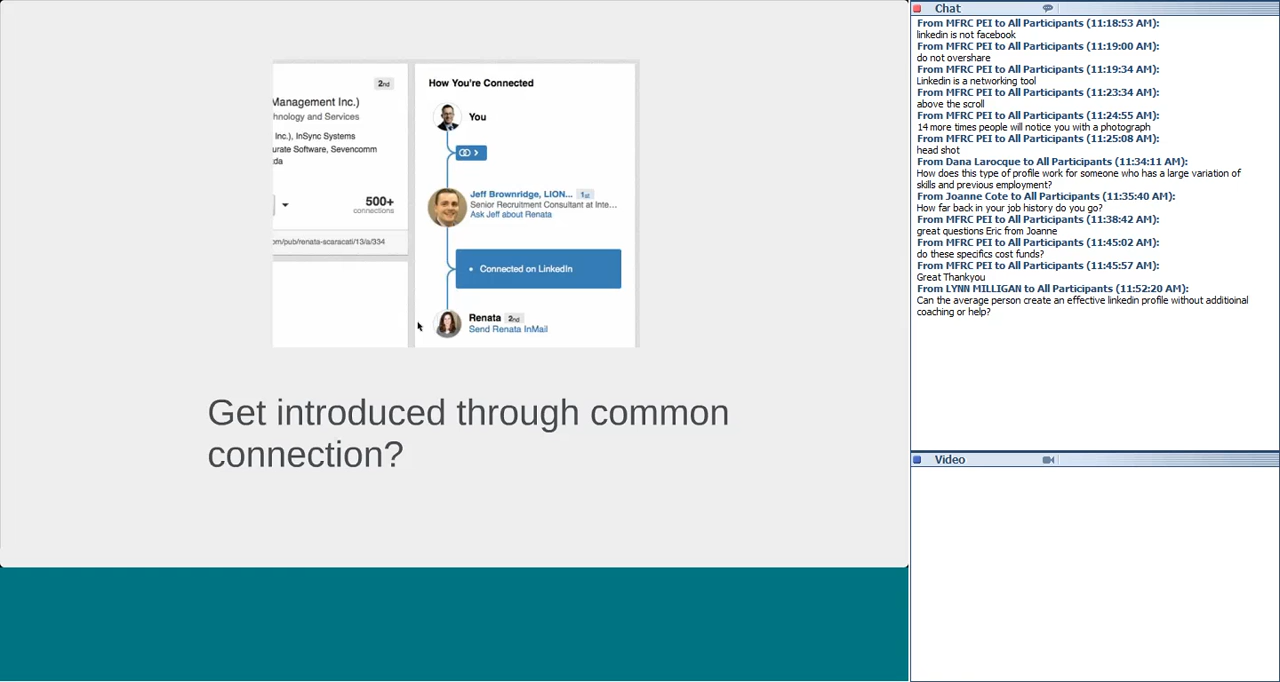 2nd
Management Inc.)
hnology and Services
Inc.), InSync Systems
urate Software, Sevencomm
da
500+
connections
om/pub/renata-scarscati/13/a/334
How You're Connected
You
Jeff Brownridge, LION... 1st
Senior Recruitment Consultant at Inte...
Ask Jeff about Renata
• Connected on LinkedIn
Renata 2nd
Send Renata InMail
Get introduced through common
connection?
Chat
From MFRC PEI to All Participants (11:18:53 AM):
linkedin is not facebook
From MFRC PEI to All Participants (11:19:00 AM):
do not overshare
From MFRC PEI to All Participants (11:19:34 AM):
Linkedin is a networking tool
From MFRC PEI to All Participants (11:23:34 AM):
above the scroll
From MFRC PEI to All Participants (11:24:55 AM):
14 more times people will notice you with a photograph
From MFRC PEI to All Participants (11:25:08 AM):
head shot
From Dana Larocque to All Participants (11:34:11 AM):
How does this type of profile work for someone who has a large variation of
skills and previous employment?
From Joanne Cote to All Participants (11:35:40 AM):
How far back in your job history do you go?
From MFRC PEI to All Participants (11:38:42 AM):
great questions Eric from Joanne
From MFRC PEI to All Participants (11:45:02 AM):
do these specifics cost funds?
From MFRC PEI to All Participants (11:45:57 AM):
Great Thankyou
From LYNN MILLIGAN to All Participants (11:52:20 AM):
Can the average person create an effective linkedin profile without additioinal
coaching or help?
Video